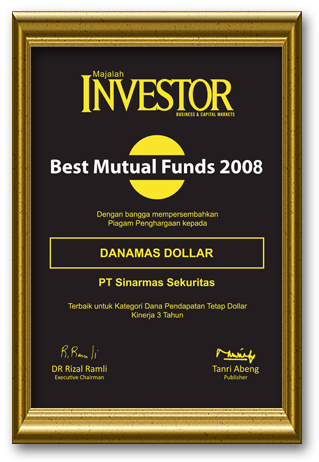 Majalah
INVESTOR
BUSINESS & CAPITAL MARKETS
Best Mutual Funds 2008
Dengan bangga mempersembahkan
Piagam Penghargaan kepada
DANAMAS DOLLAR
PT Sinarmas Sekuritas
Terbaik untuk Kategori Dana Pendapatan Tetap Dollar
Kinerja 3 Tahun
R. Ramli
DR Rizal Ramli
Executive Chairman
Tanri Abeng
Publisher